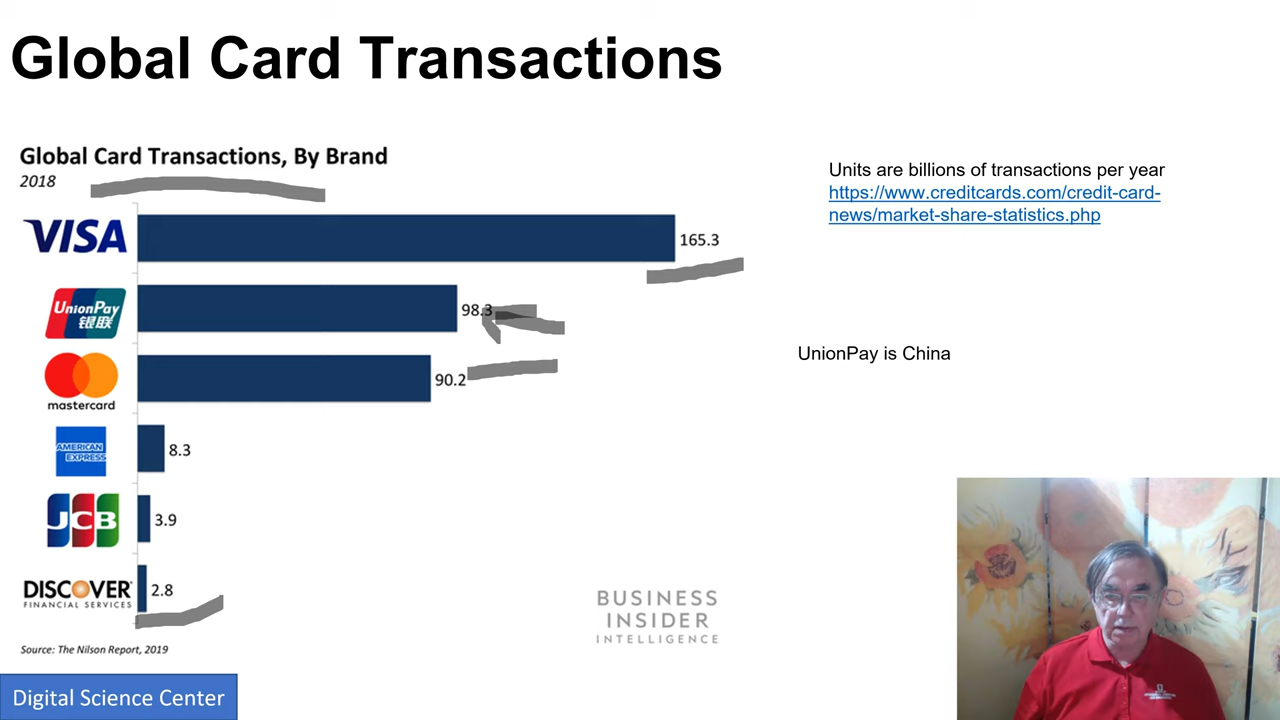 Global Card Transactions
Global Card Transactions, By Brand
2018
VISA
165.3
UnionPay
银联
98.3
mastercard
90.2
AMERICAN
EXPRESS
8.3
JCB
3.9
DISCOVER
FINANCIAL SERVICES
2.8
Source: The Nilson Report, 2019
BUSINESS
INSIDER
INTELLIGENCE
Units are billions of transactions per year
https://www.creditcards.com/credit-card-
news/market-share-statistics.php
UnionPay is China
Digital Science Center